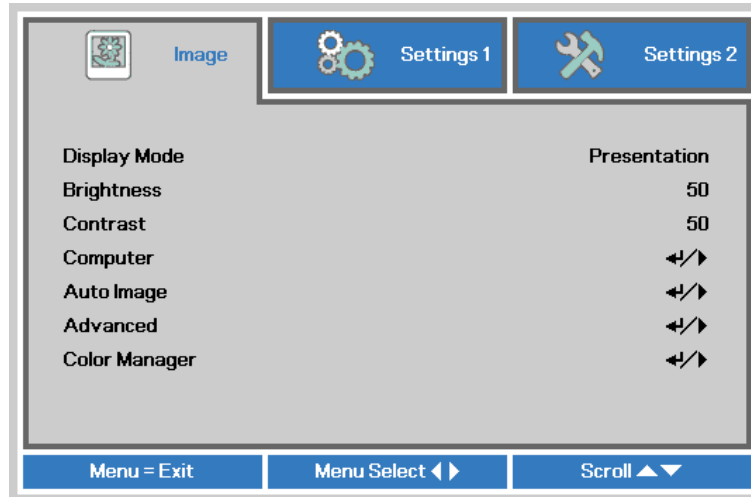 Image Settings 1 Settings 2
Display Mode Presentation
Brightness 50
Contrast 50
Computer ↵/▶
Auto Image ↵/▶
Advanced ↵/▶
Color Manager ↵/▶
Menu = Exit Menu Select ◀▶ Scroll ▲▼